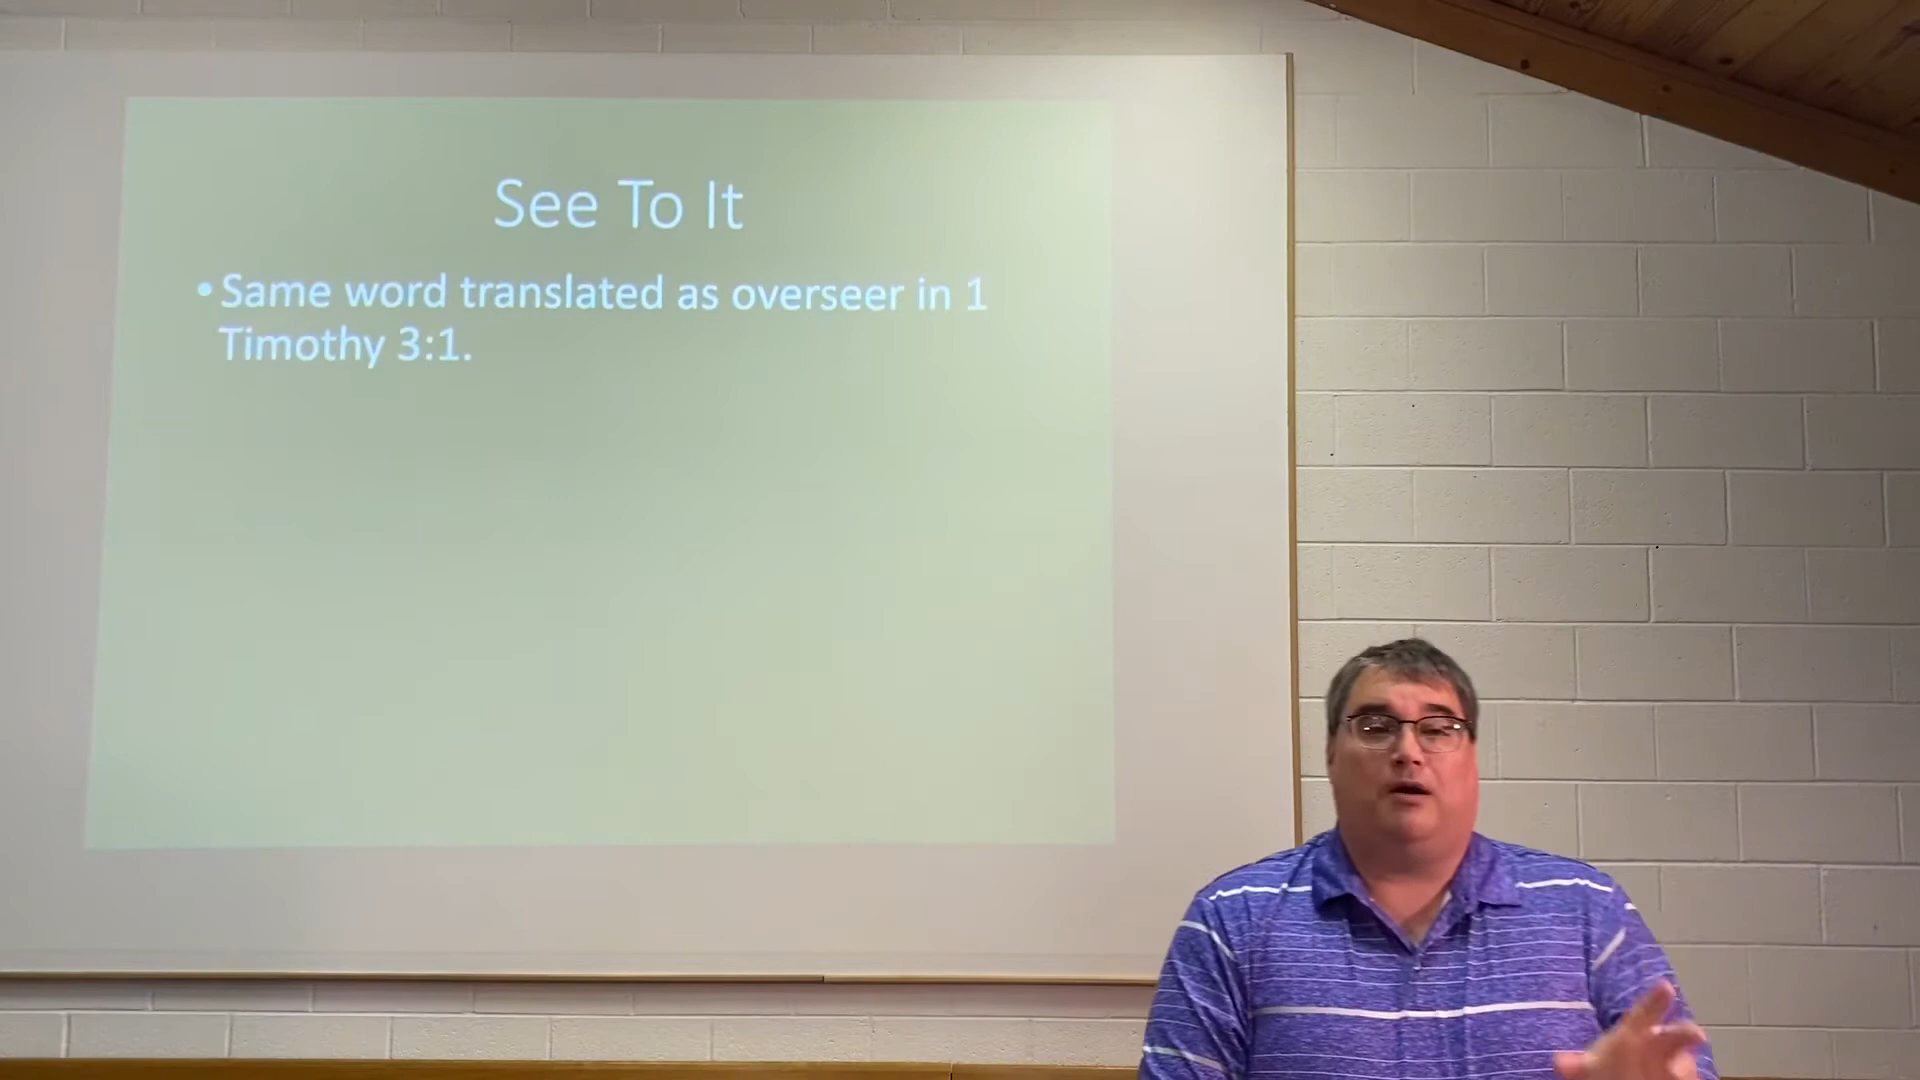 See To It
• Same word translated as overseer in 1
Timothy 3:1.